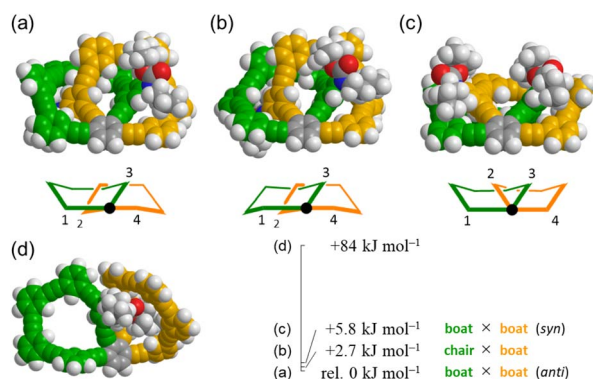 (a) (b) (c)
3 3 2 3
1 2 4 1 2 4 1 4
(d)
(d) +84 kJ mol⁻¹
(c) +5.8 kJ mol⁻¹ boat × boat (syn)
(b) +2.7 kJ mol⁻¹ chair × boat
(a) rel. 0 kJ mol⁻¹ boat × boat (anti)